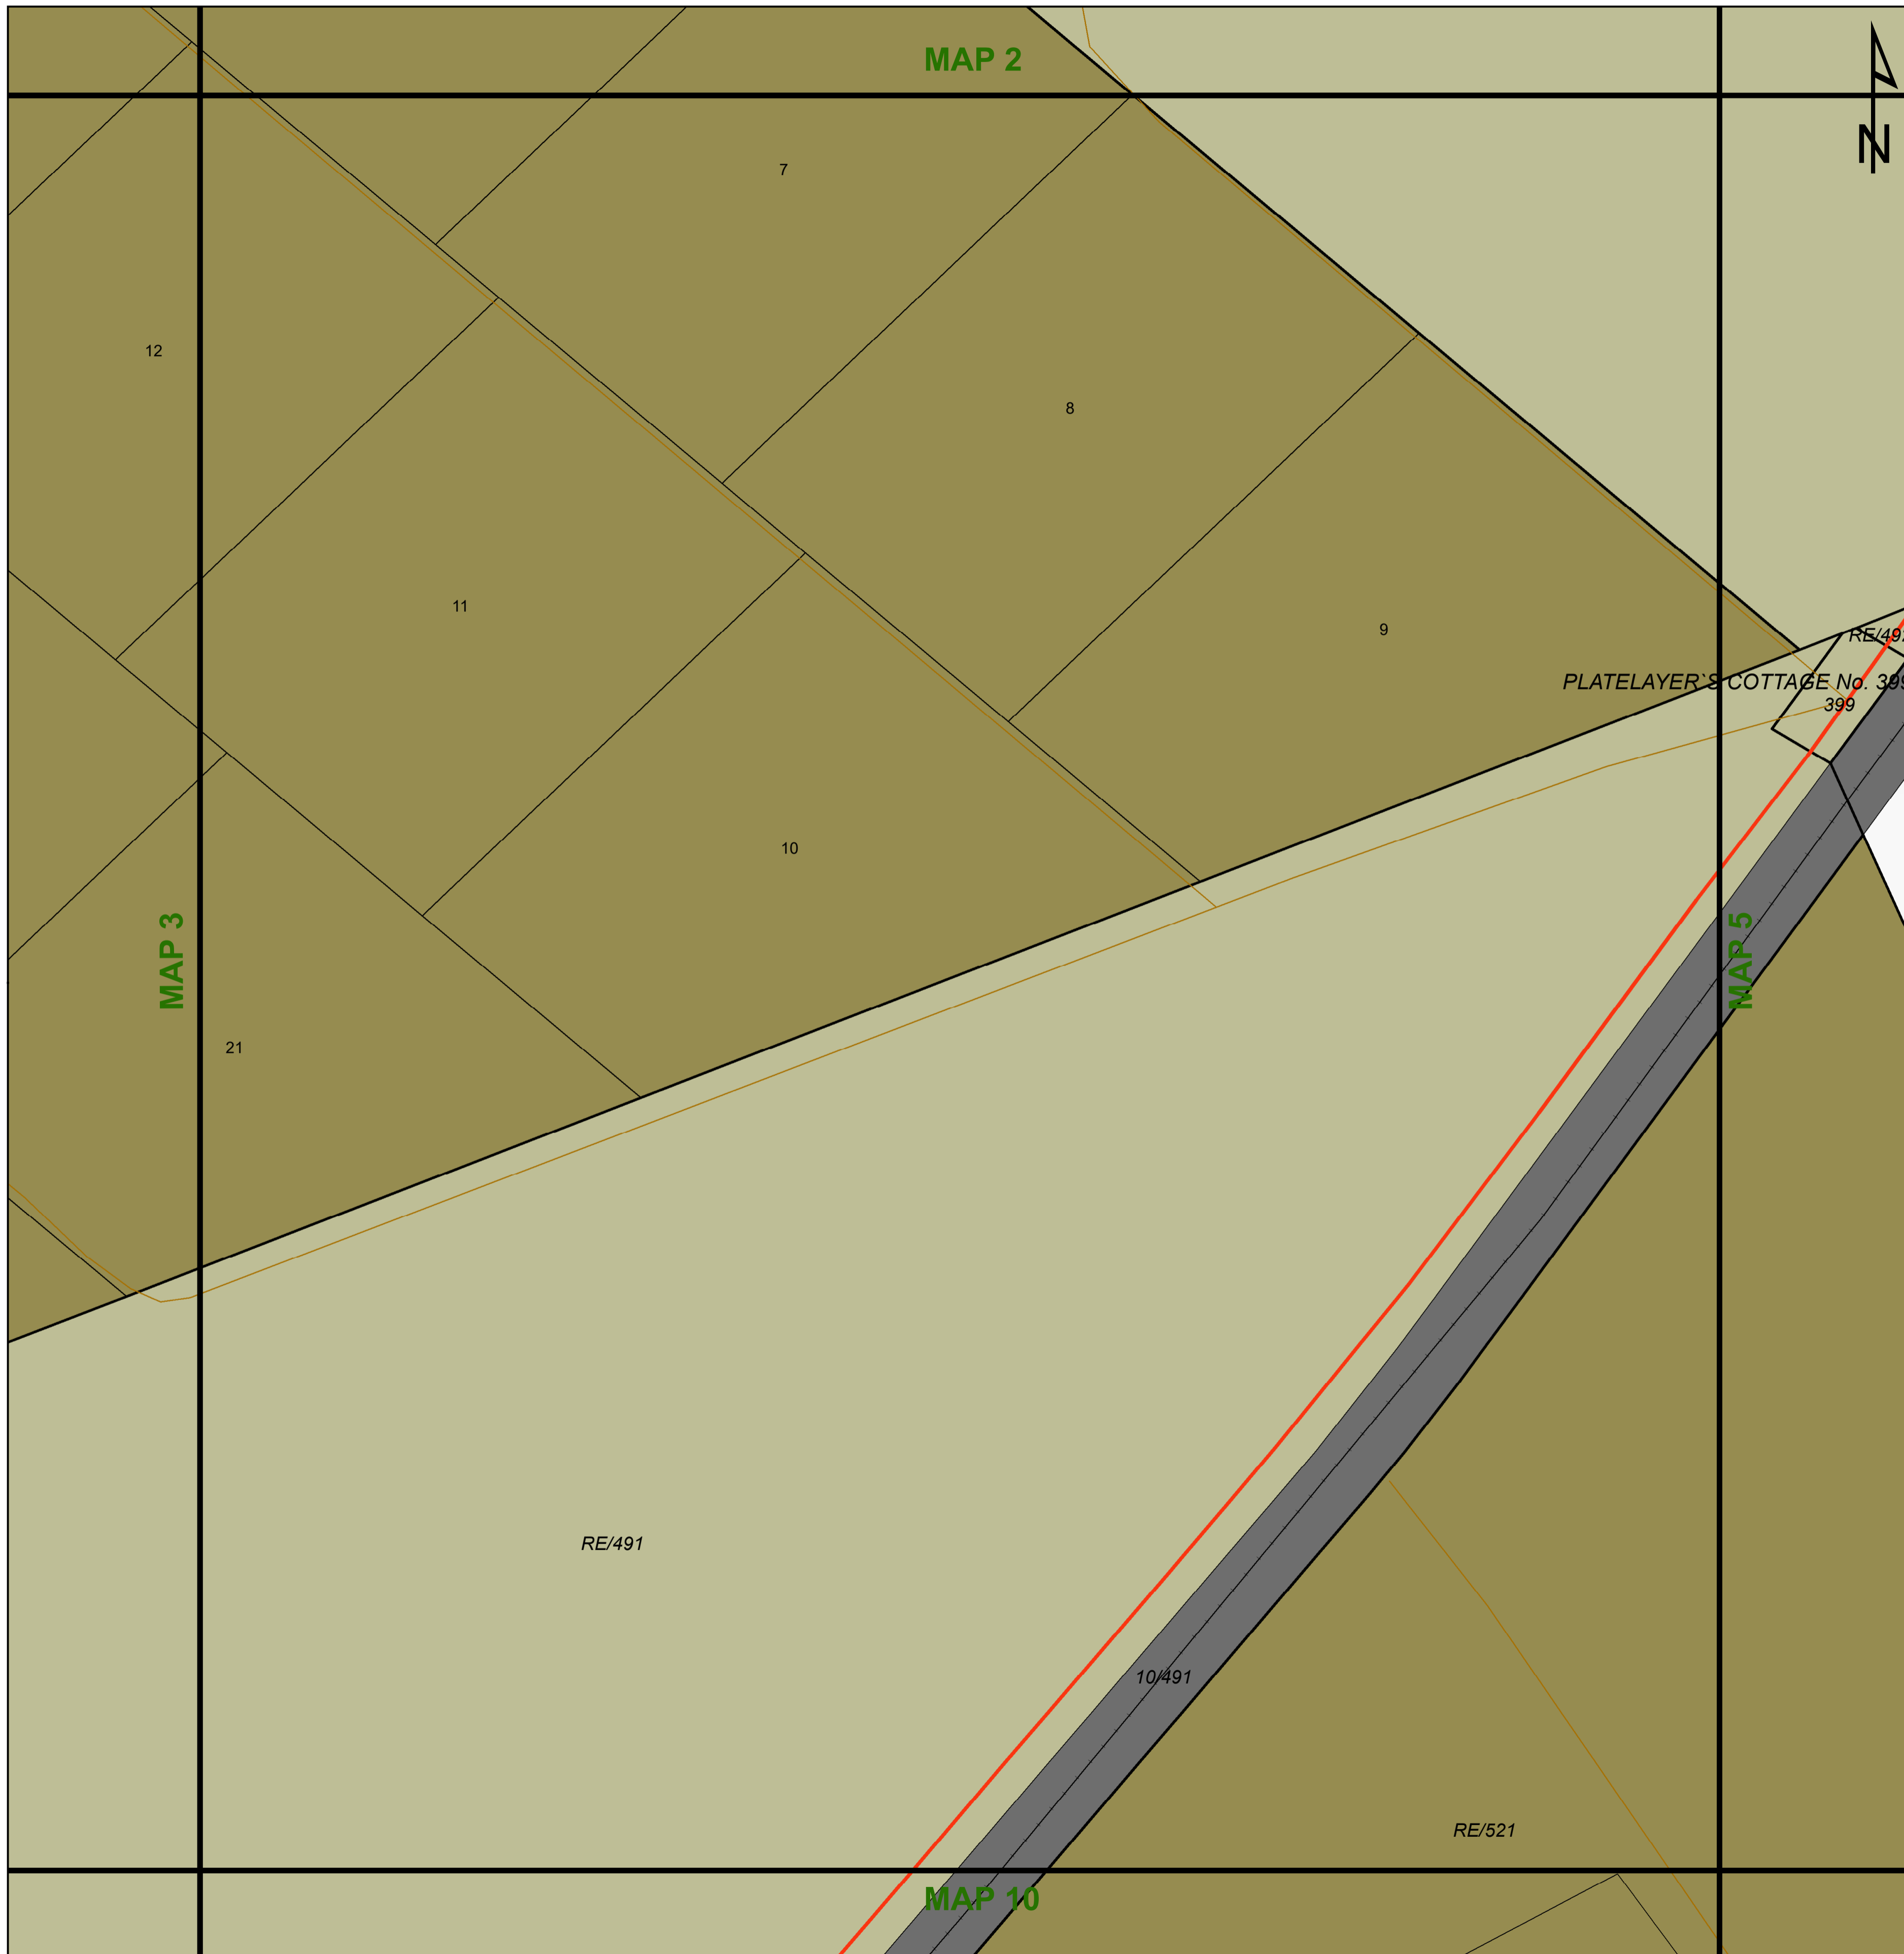 MAP 2
N
7
12
8
11
9
RE/49
PLATELAYER`S COTTAGE No. 399
399
10
MAP 3
MAP 5
21
RE/491
10/491
RE/521
MAP 10